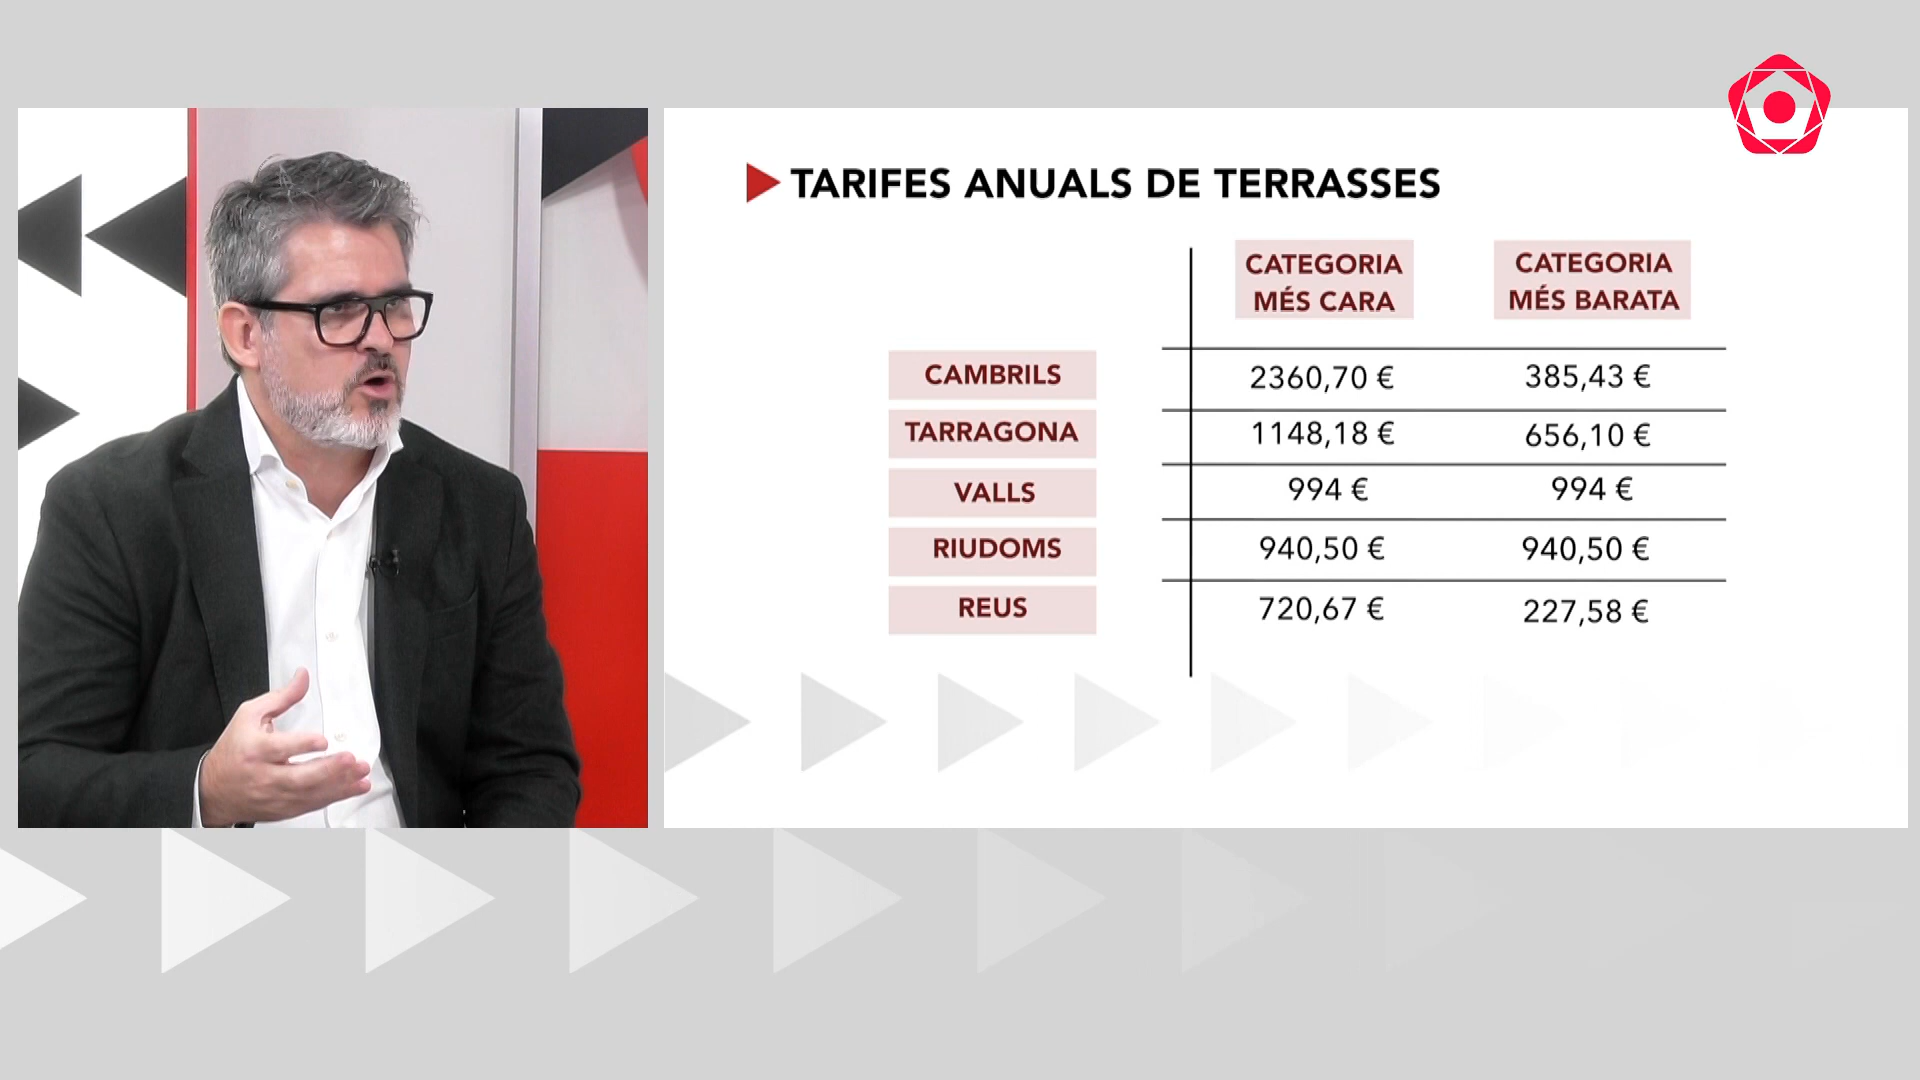 TARIFES ANUALS DE TERRASSES
CATEGORIA
MÉS CARA
CATEGORIA
MÉS BARATA
CAMBRILS 2360,70 € 385,43 €
TARRAGONA 1148,18 € 656,10 €
VALLS 994 € 994 €
RIUDOMS 940,50 € 940,50 €
REUS 720,67 € 227,58 €